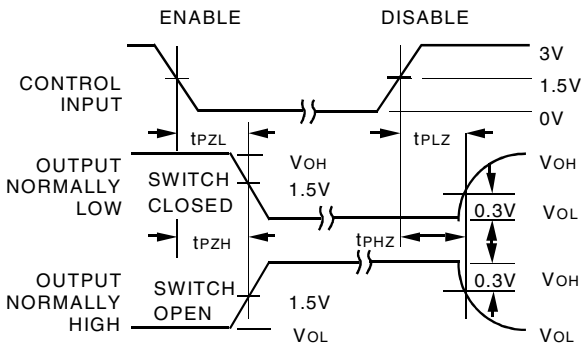 ENABLE DISABLE
3V
CONTROL INPUT 1.5V
0V
tPZL tPLZ
OUTPUT NORMALLY LOW
SWITCH CLOSED
VOH
1.5V
VOH
0.3V VOL
tPZH tPHZ
OUTPUT NORMALLY HIGH
SWITCH OPEN
1.5V
VOL
0.3V VOH
VOL